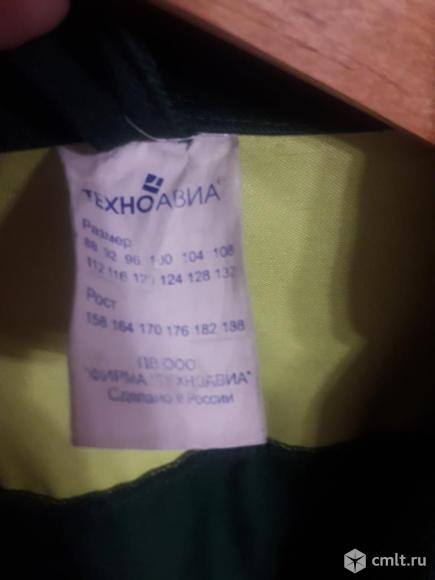 ТЕХНОАВИА
Размер
88 92 96 100 104 108
112 116 120 124 128 132
Рост
158 164 170 176 182 188
ПВ ООО
"ФИРМА "ТЕХНОАВИА"
Сделано в России
cmlt.ru